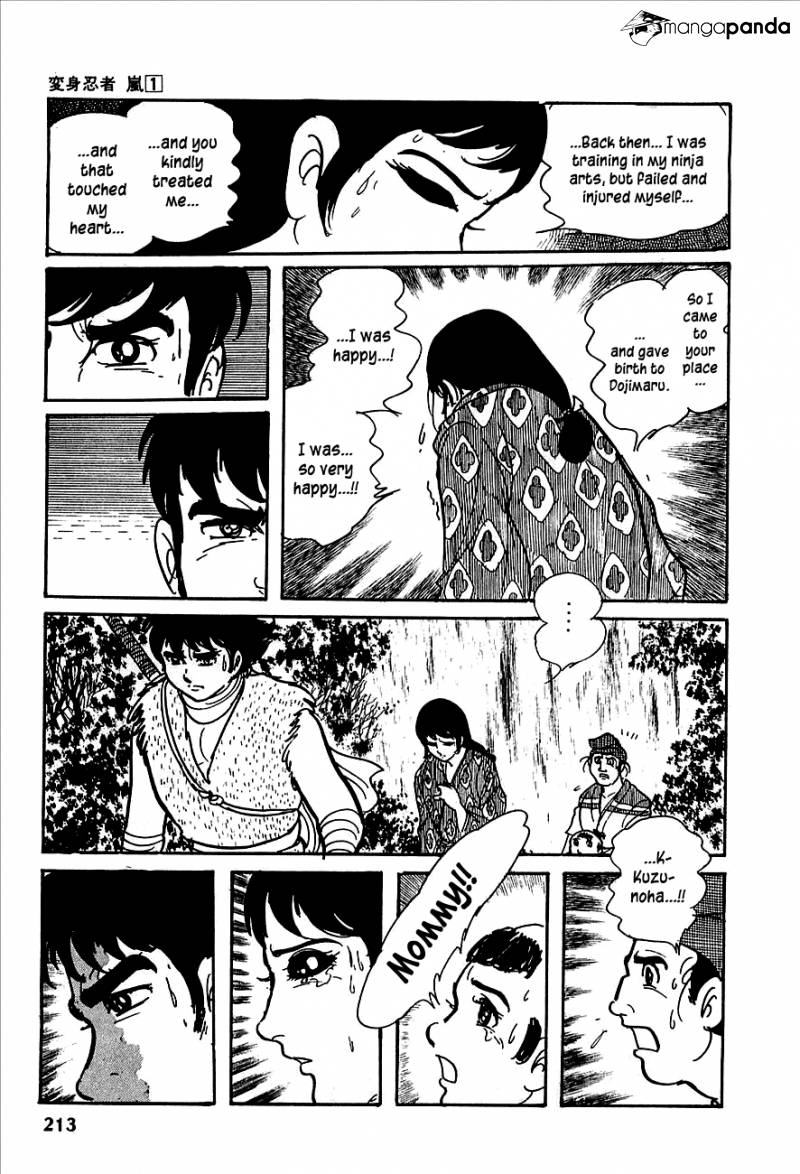 mangapanda
変身忍者 嵐1
...Back then... I was
training in my ninja
arts, but failed and
injured myself...
...and you
kindly
treated
me...
...and
that
touched
my
heart...
So I
came
to
your
place
...
...
and gave
birth to
Dojimaru.
...I was
happy...!
I was...
so very
happy...!!
...
...K-
Kuzu-
noha...!!
Mowwwy!!
213